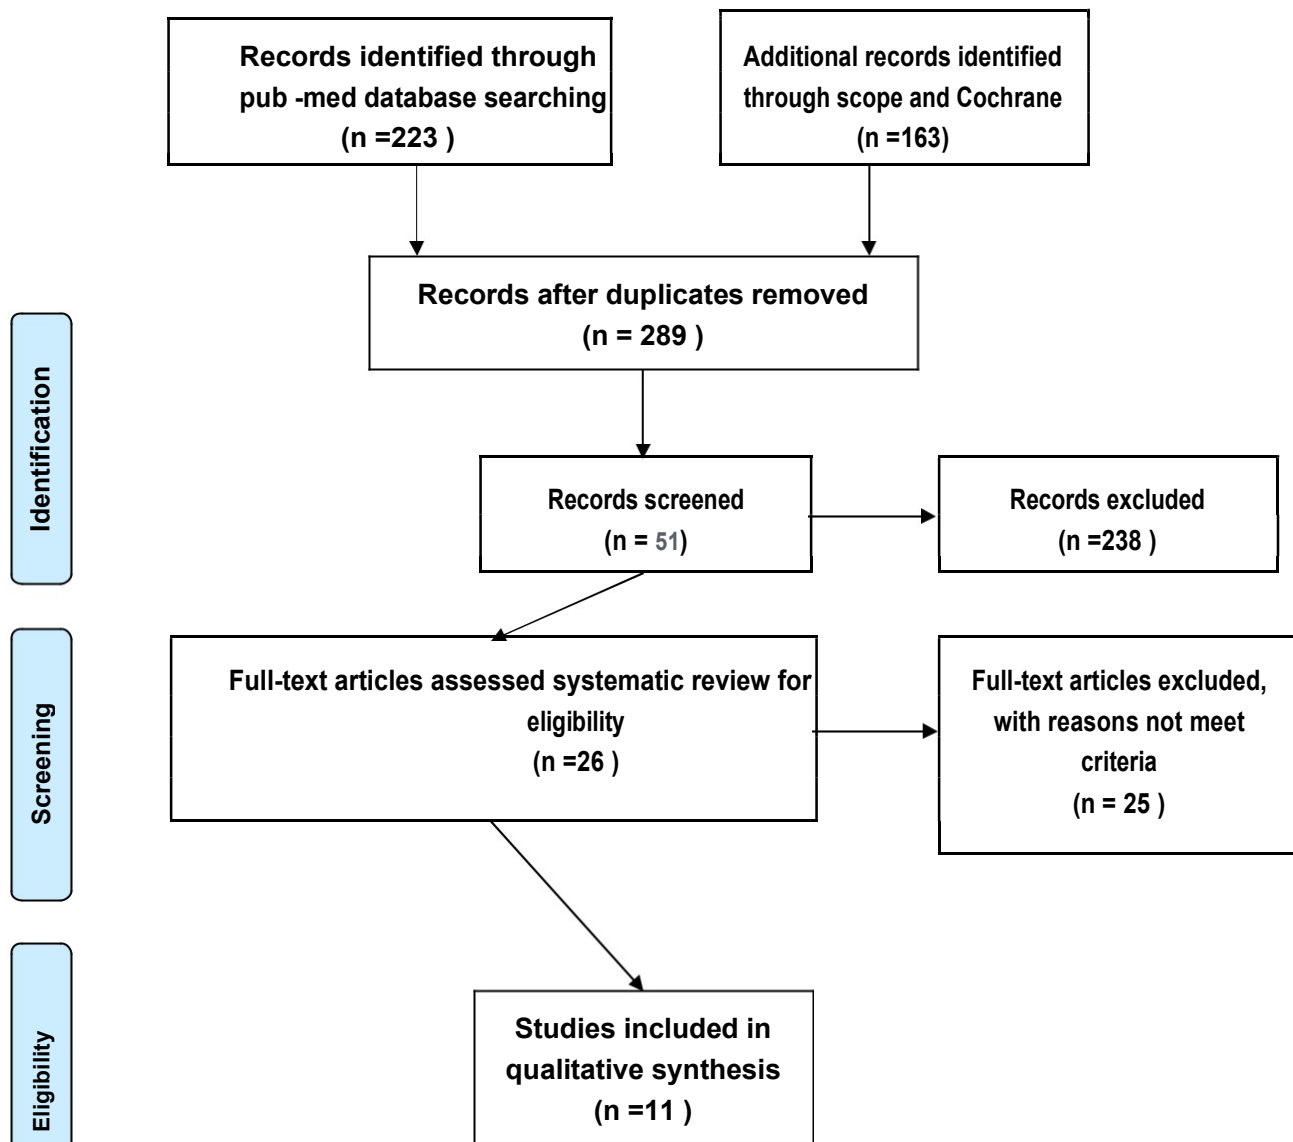 Records identified through
pub -med database searching
(n =223 )
Additional records identified
through scope and Cochrane
(n =163)
Records after duplicates removed
(n = 289 )
Identification
Records screened
(n = 51)
Records excluded
(n =238 )
Screening
Full-text articles assessed systematic review for
eligibility
(n =26 )
Full-text articles excluded,
with reasons not meet
criteria
(n = 25 )
Eligibility
Studies included in
qualitative synthesis
(n =11 )